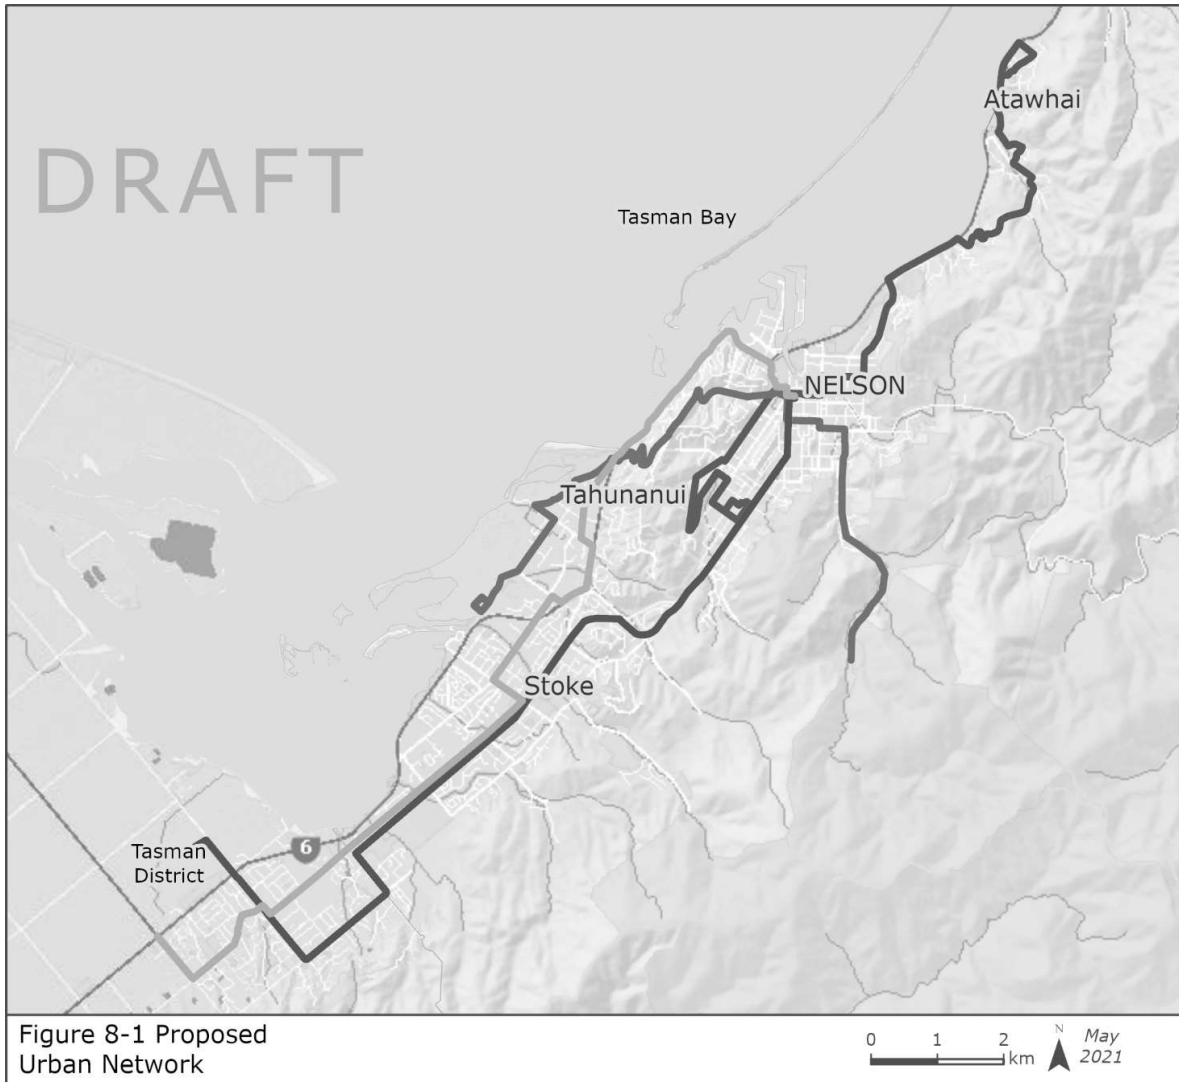 Atawhai
DRAFT
Tasman Bay
NELSON
Tahunanui
Stoke
6
Tasman
District
Figure 8-1 Proposed
Urban Network
0 1 2
km
N
May
2021